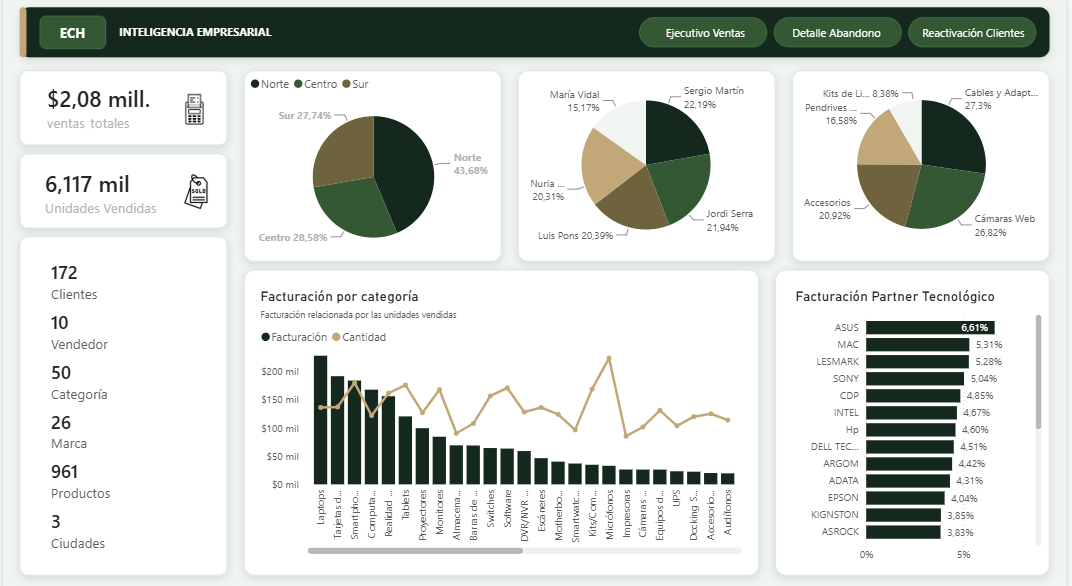 ECH
INTELIGENCIA EMPRESARIAL
Ejecutivo Ventas
Detalle Abandono
Reactivación Clientes
$2,08 mill.
ventas totales
6,117 mil
Unidades Vendidas
SOLD
172
Clientes
10
Vendedor
50
Categoría
26
Marca
961
Productos
3
Ciudades
Norte Centro Sur
Sur 27,74%
Norte
43,68%
Centro 28,58%
María Vidal
15,17%
Sergio Martín
22,19%
Nuria ...
20,31%
Luis Pons 20,39%
Jordi Serra
21,94%
Kits de Li... 8,38%
Pendrives ...
16,58%
Cables y Adapt...
27,3%
Accesorios
20,92%
Cámaras Web
26,82%
Facturación por categoría
Facturación relacionada por las unidades vendidas
Facturación Cantidad
$200 mil
$150 mil
$100 mil
$50 mil
$0 mil
Laptops
Tarjetas d...
Smartpho...
Computa...
Realidad ...
Tablets
Proyectores
Monitores
Almacena...
Barras de ...
Switches
Software
DVR/NVR ...
Escáneres
Motherbo...
Smartwatc...
Kits/Com...
Micrófonos
Impresoras
Cámaras ...
Equipos d...
UPS
Docking S...
Accesorio...
Audífonos
Facturación Partner Tecnológico
ASUS 6,61%
MAC 5,31%
LESMARK 5,28%
SONY 5,04%
CDP 4,85%
INTEL 4,67%
Hp 4,60%
DELL TEC... 4,51%
ARGOM 4,42%
ADATA 4,31%
EPSON 4,04%
KIGNSTON 3,85%
ASROCK 3,83%
0% 5%